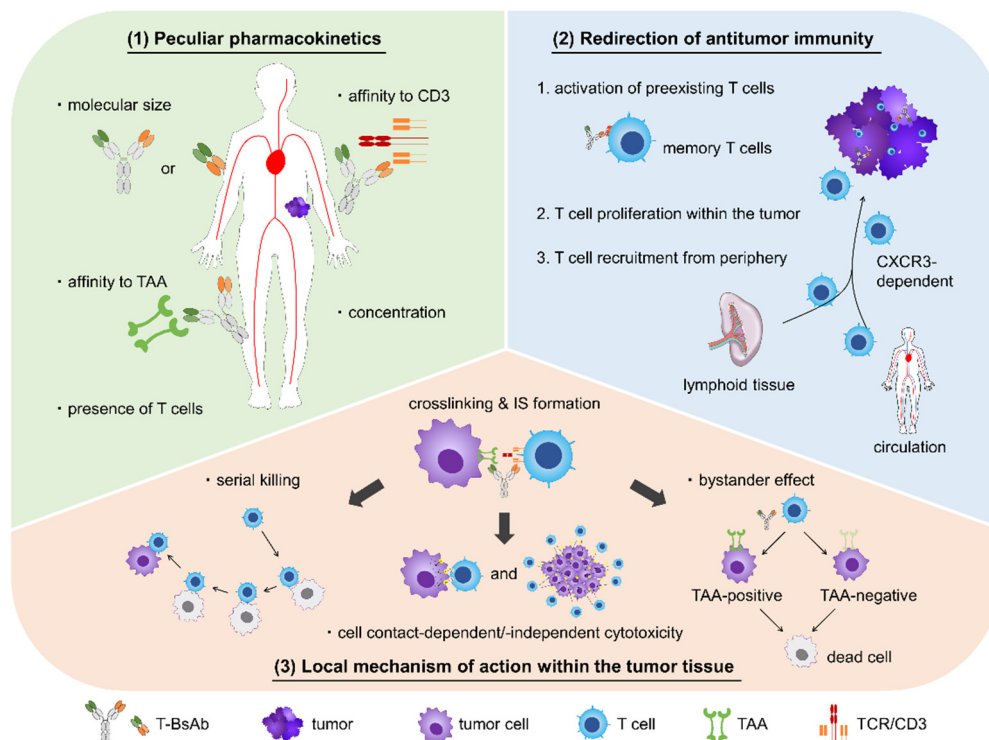 (1) Peculiar pharmacokinetics
· molecular size
or
· affinity to CD3
· affinity to TAA
· concentration
· presence of T cells
(2) Redirection of antitumor immunity
1. activation of preexisting T cells
memory T cells
2. T cell proliferation within the tumor
3. T cell recruitment from periphery
CXCR3-
dependent
lymphoid tissue
circulation
crosslinking & IS formation
· serial killing
and
· cell contact-dependent/-independent cytotoxicity
· bystander effect
TAA-positive
TAA-negative
dead cell
(3) Local mechanism of action within the tumor tissue
T-BsAb
tumor
tumor cell
T cell
TAA
TCR/CD3